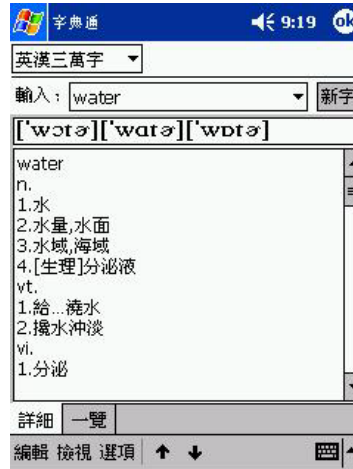 字典通 9:19 ok
英漢三萬字
輸入: water 新字
['wɔtɚ]['wɑtɚ]['wɒtɚ]
water
n.
1.水
2.水量,水面
3.水域,海域
4.[生理]分泌液
vt.
1.給...澆水
2.攙水沖淡
vi.
1.分泌
詳細 一覽
編輯 檢視 選項